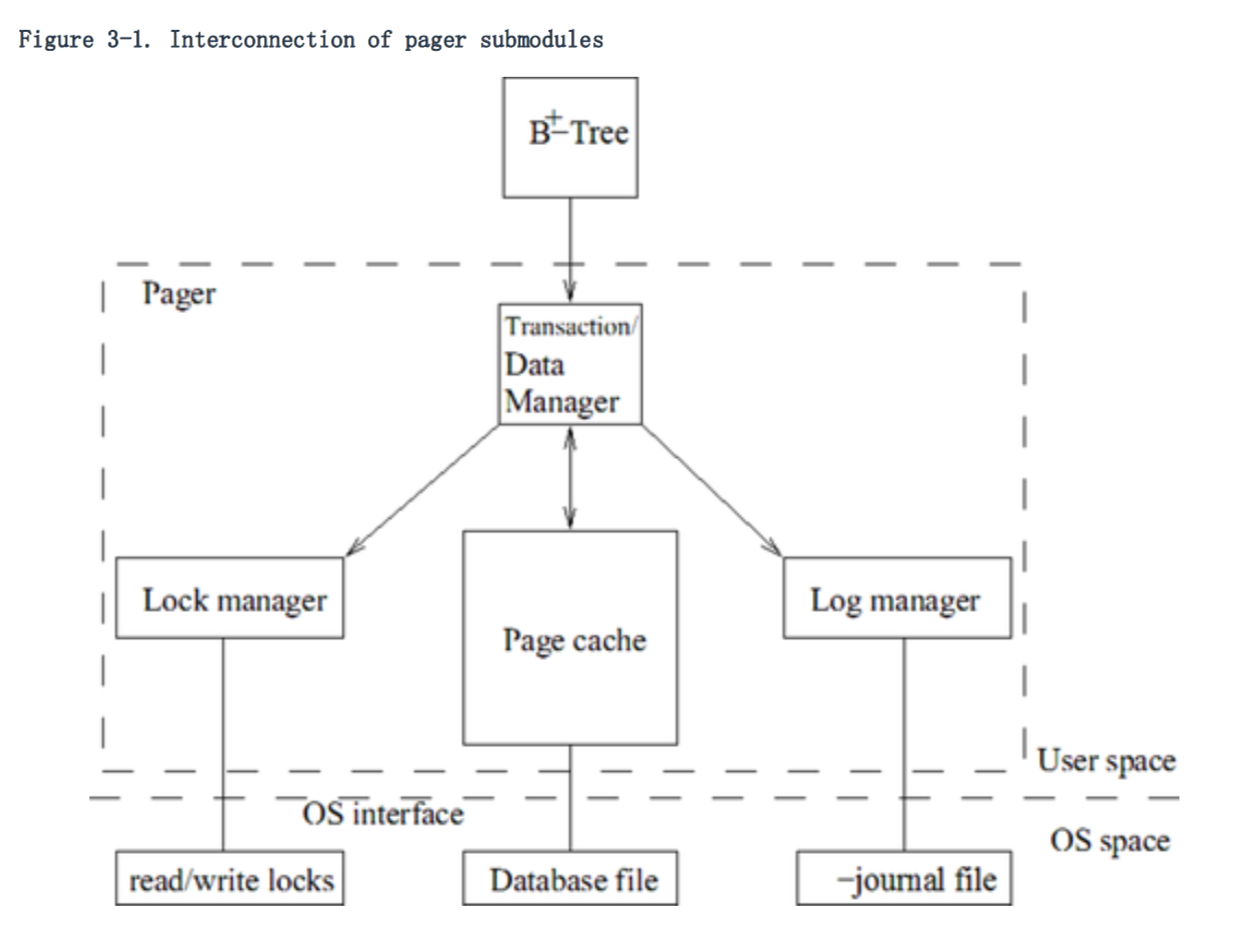 Figure 3-1. Interconnection of pager submodules
B+-Tree
Pager
Transaction/
Data
Manager
Lock manager
Page cache
Log manager
User space
OS interface
OS space
read/write locks
Database file
-journal file